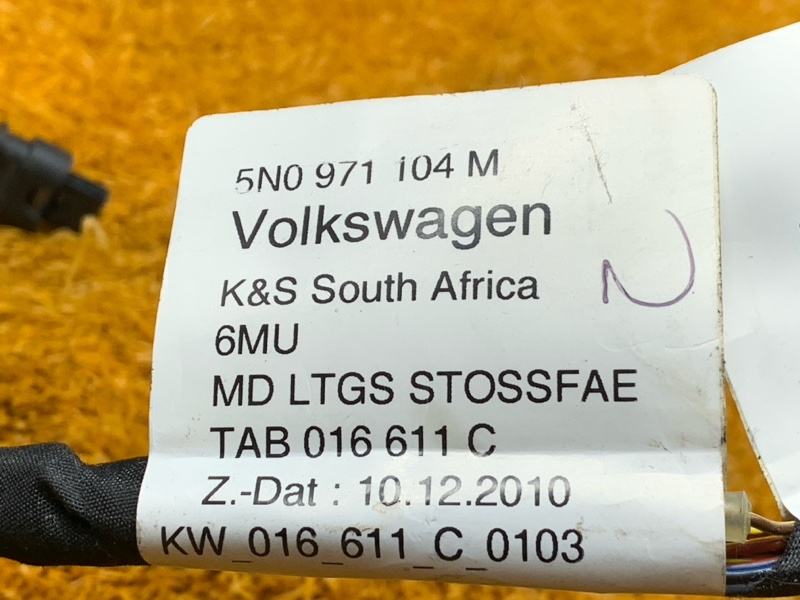 5N0 971 104 M
Volkswagen
K&S South Africa
6MU
MD LTGS STOSSFAE
TAB 016 611 C
Z.-Dat : 10.12.2010
KW_016_611_C_0103
N